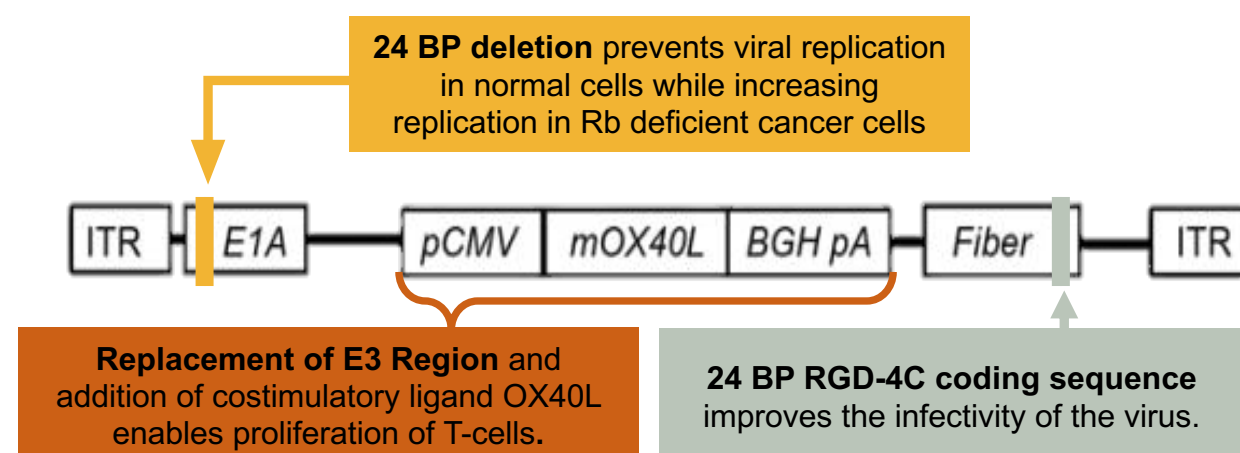 24 BP deletion prevents viral replication
in normal cells while increasing
replication in Rb deficient cancer cells
ITR E1A pCMV mOX40L BGH pA Fiber ITR
Replacement of E3 Region and
addition of costimulatory ligand OX40L
enables proliferation of T-cells.
24 BP RGD-4C coding sequence
improves the infectivity of the virus.